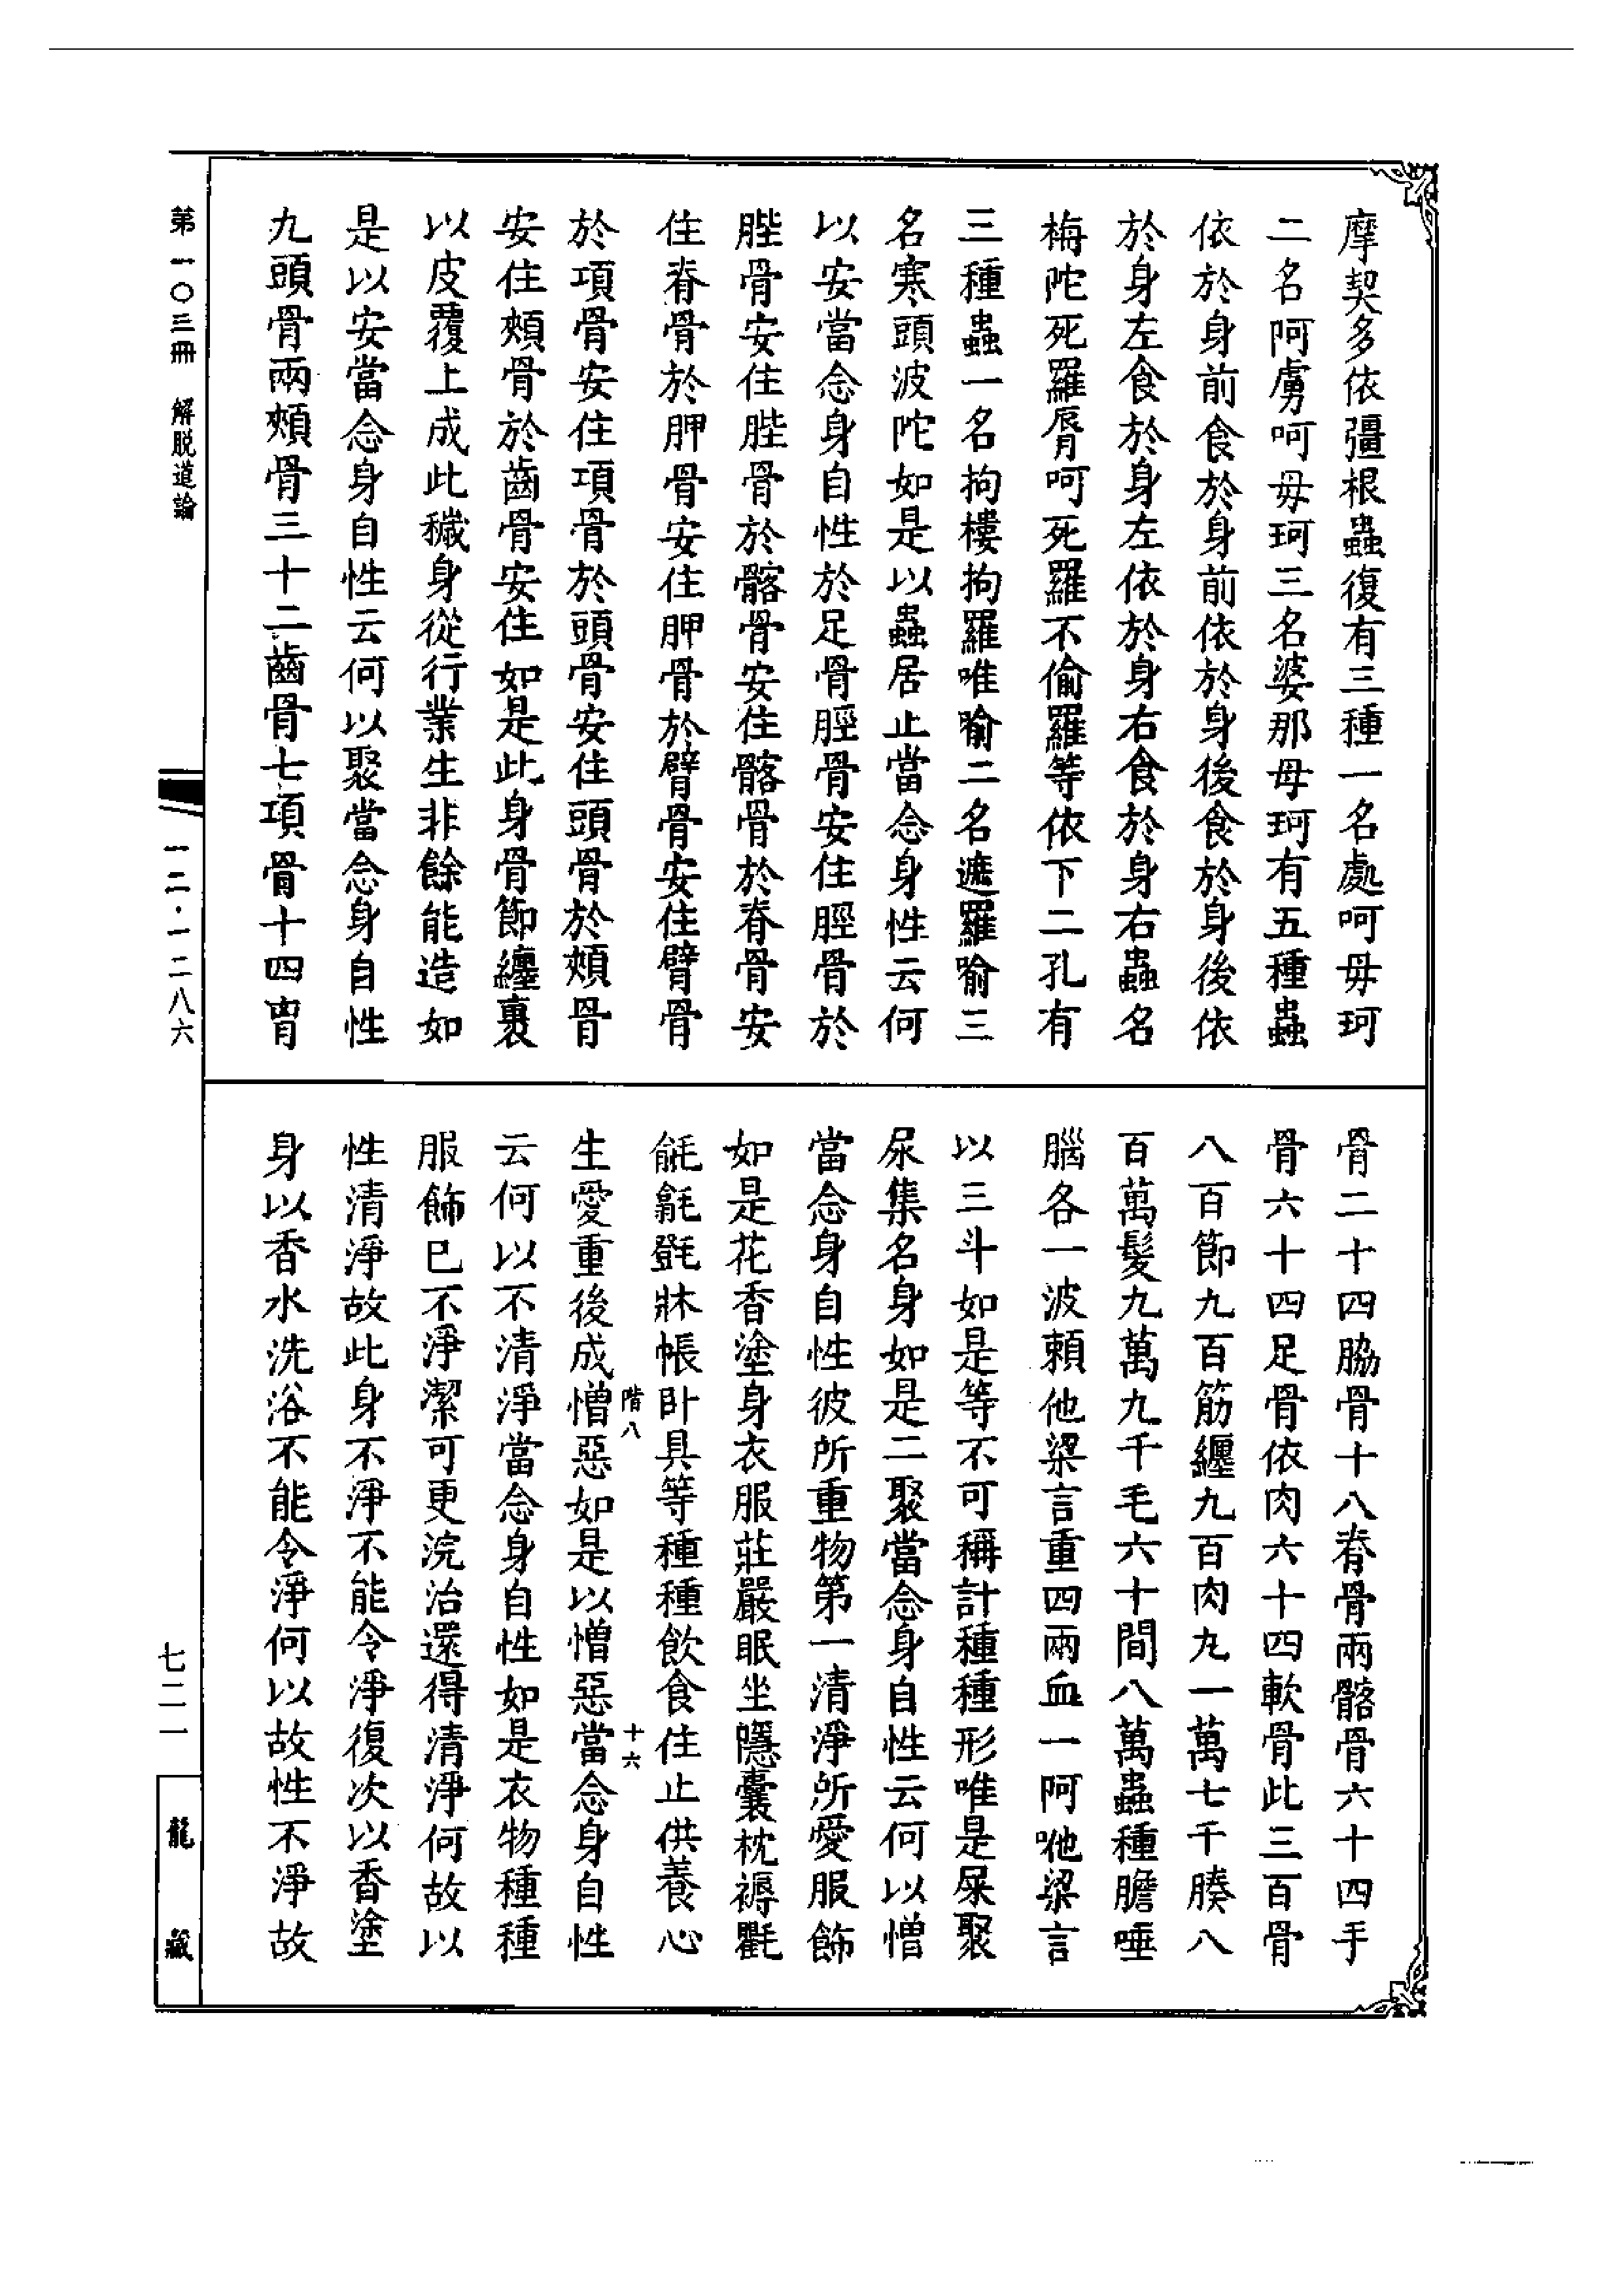 摩契多依彊根蟲復有三種一名處呵毋珂
二名阿虜呵毋珂三名婆那母珂有五種蟲
依於身前食於身前依於身後食於身後依
於身左食於身左依於身右食於身右蟲名
栴陀死羅脣呵死羅不偷羅等依下二孔有
三種蟲一名拘樓拘羅唯喻二名遮羅喻三
名寒頭波陀如是以蟲居止當念身性云何
以安當念身自性於足骨脛骨安住脛骨於
䏶骨安住䏶骨於髂骨安住髂骨於脊骨安
住脊骨於胛骨安住胛骨於臂骨安住臂骨
於項骨安住項骨於頭骨安住頭骨於頰骨
安住頰骨於齒骨安住如是此身骨節纏裹
以皮覆上成此穢身從行業生非餘能造如
是以安當念身自性云何以聚當念身自性
九頭骨兩頰骨三十二齒骨七項骨十四胷
骨二十四脇骨十八脊骨兩髂骨六十四手
骨六十四足骨依肉六十四軟骨此三百骨
八百節九百筋纏九百肉九一萬七千腠八
百萬髮九萬九千毛六十間八萬蟲種膽唾
腦各一波賴他梁言重四兩血一阿咃梁言
以三斗如是等不可稱計種種形唯是屎聚
尿集名身如是二聚當念身自性云何以憎
當念身自性彼所重物第一清淨所愛服飾
如是花香塗身衣服莊嚴眠坐隱囊枕褥氍
毹㲪毾牀帳卧具等種種飲食住止供養心
生愛重後成憎惡如是以憎惡當念身自性
階八
十六
云何以不清淨當念身自性如是衣物種種
服飾已不淨潔可更浣治還得清淨何故以
性清淨故此身不淨不能令淨復次以香塗
身以香水洗浴不能令淨何以故性不淨故
第一〇三冊　解脱道論
一二·一二八六
七二一
龍藏